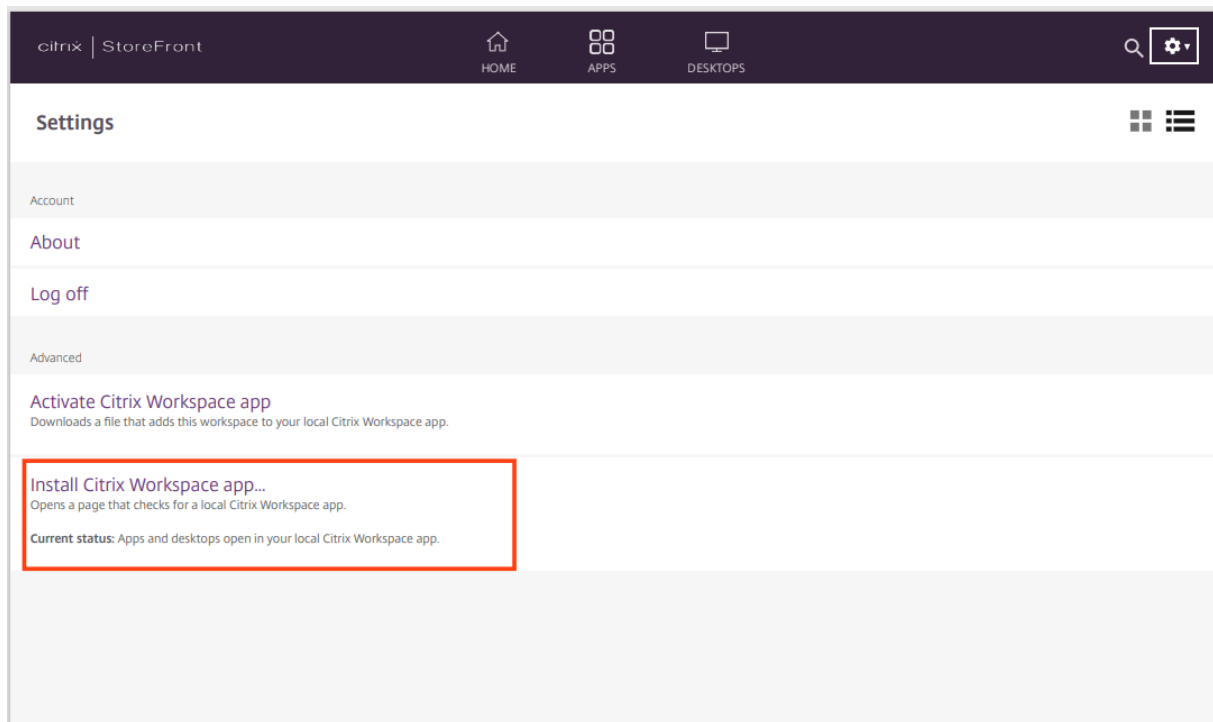 citrix | StoreFront
HOME
APPS
DESKTOPS
Settings
Account
About
Log off
Advanced
Activate Citrix Workspace app
Downloads a file that adds this workspace to your local Citrix Workspace app.
Install Citrix Workspace app...
Opens a page that checks for a local Citrix Workspace app.
Current status: Apps and desktops open in your local Citrix Workspace app.